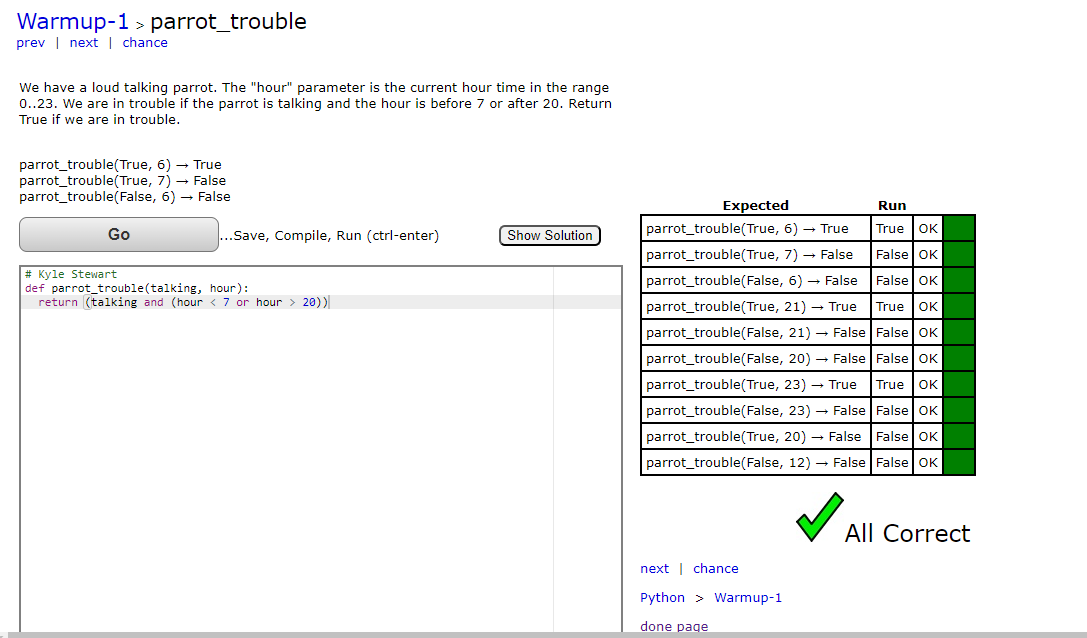 Warmup-1 > parrot_trouble
prev | next | chance
We have a loud talking parrot. The "hour" parameter is the current hour time in the range
0..23. We are in trouble if the parrot is talking and the hour is before 7 or after 20. Return
True if we are in trouble.
parrot_trouble(True, 6) → True
parrot_trouble(True, 7) → False
parrot_trouble(False, 6) → False
Go ...Save, Compile, Run (ctrl-enter) Show Solution
# Kyle Stewart
def parrot_trouble(talking, hour):
  return (talking and (hour < 7 or hour > 20))
Expected Run
parrot_trouble(True, 6) → True True OK
parrot_trouble(True, 7) → False False OK
parrot_trouble(False, 6) → False False OK
parrot_trouble(True, 21) → True True OK
parrot_trouble(False, 21) → False False OK
parrot_trouble(False, 20) → False False OK
parrot_trouble(True, 23) → True True OK
parrot_trouble(False, 23) → False False OK
parrot_trouble(True, 20) → False False OK
parrot_trouble(False, 12) → False False OK
All Correct
next | chance
Python > Warmup-1
done page